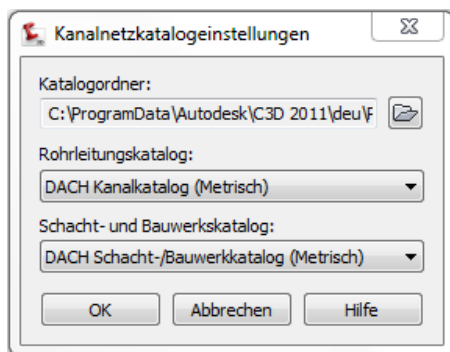 Kanalnetzkatalogeinstellungen
Katalogordner:
C:\ProgramData\Autodesk\C3D 2011\deu\
Rohrleitungskatalog:
DACH Kanalkatalog (Metrisch)
Schacht- und Bauwerkskatalog:
DACH Schacht-/Bauwerkkatalog (Metrisch)
OK Abbrechen Hilfe